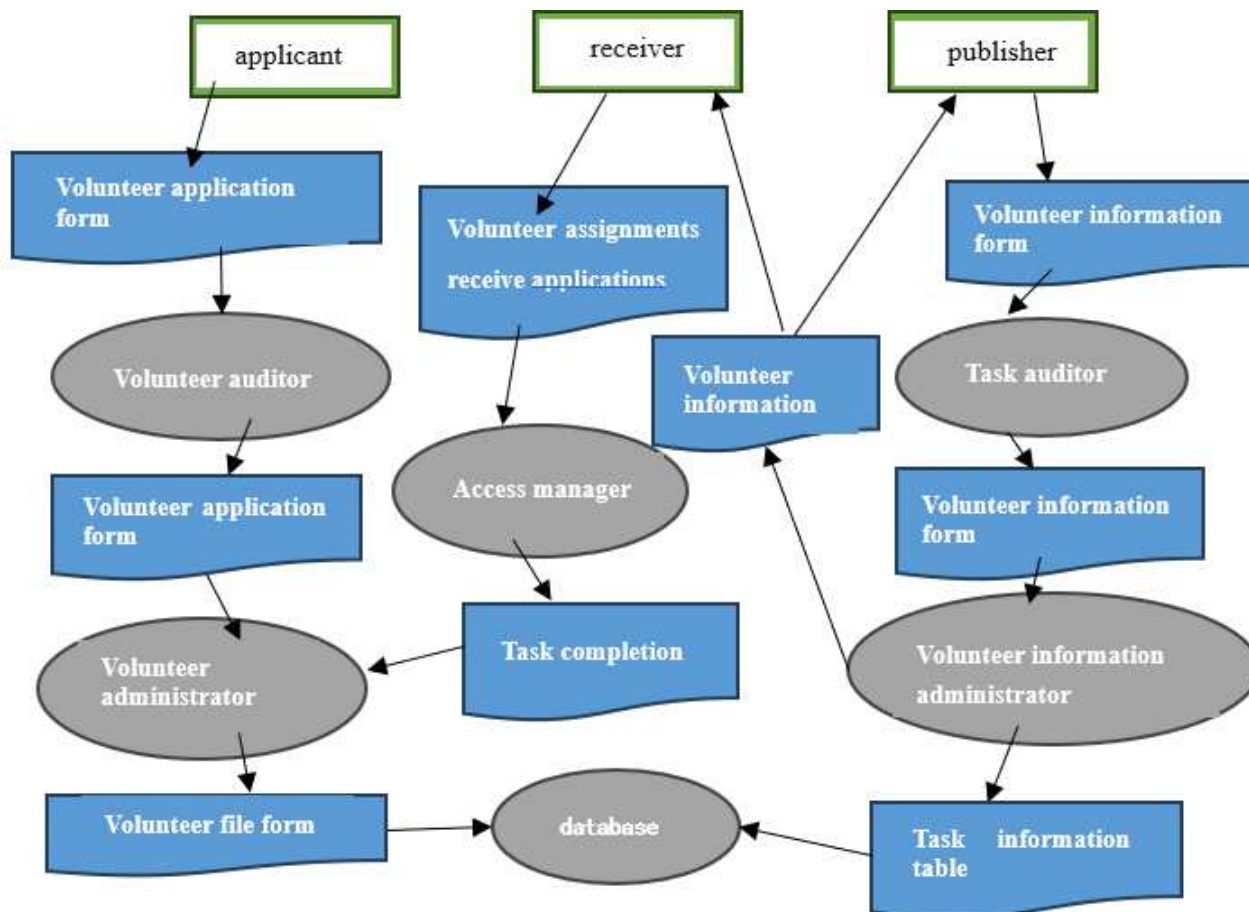 applicant
receiver
publisher
Volunteer application
form
Volunteer assignments
receive applications
Volunteer information
form
Volunteer auditor
Volunteer
information
Task auditor
Volunteer application
form
Access manager
Volunteer information
form
Volunteer
administrator
Task completion
Volunteer information
administrator
Volunteer file form
database
Task information
table